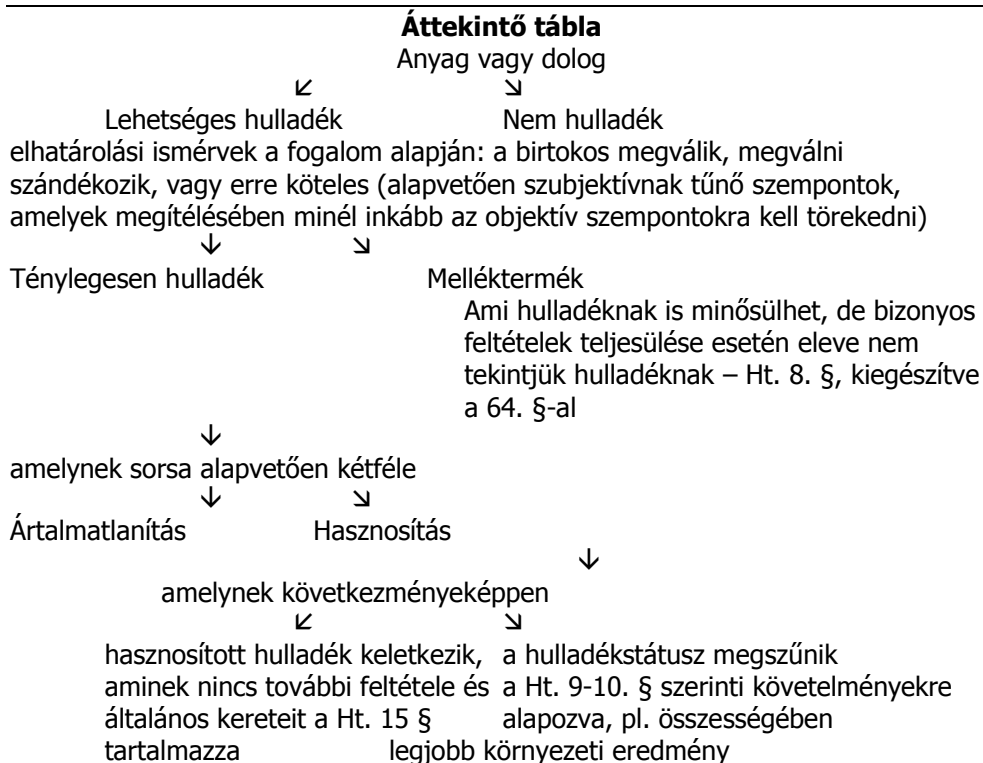 Áttekintő tábla
Anyag vagy dolog
↙ ↘
Lehetséges hulladék Nem hulladék
elhatárolási ismérvek a fogalom alapján: a birtokos megválik, megválni
szándékozik, vagy erre köteles (alapvetően szubjektívnak tűnő szempontok,
amelyek megítélésében minél inkább az objektív szempontokra kell törekedni)
↓ ↘
Ténylegesen hulladék Melléktermék
Ami hulladéknak is minősülhet, de bizonyos
feltételek teljesülése esetén eleve nem
tekintjük hulladéknak – Ht. 8. §, kiegészítve
a 64. §-al
↓
amelynek sorsa alapvetően kétféle
↓ ↘
Ártalmatlanítás Hasznosítás
↓
amelynek következményeképpen
↙ ↘
hasznosított hulladék keletkezik, a hulladékstátusz megszűnik
aminek nincs további feltétele és a Ht. 9-10. § szerinti követelményekre
általános kereteit a Ht. 15 § alapozva, pl. összességében
tartalmazza legjobb környezeti eredmény